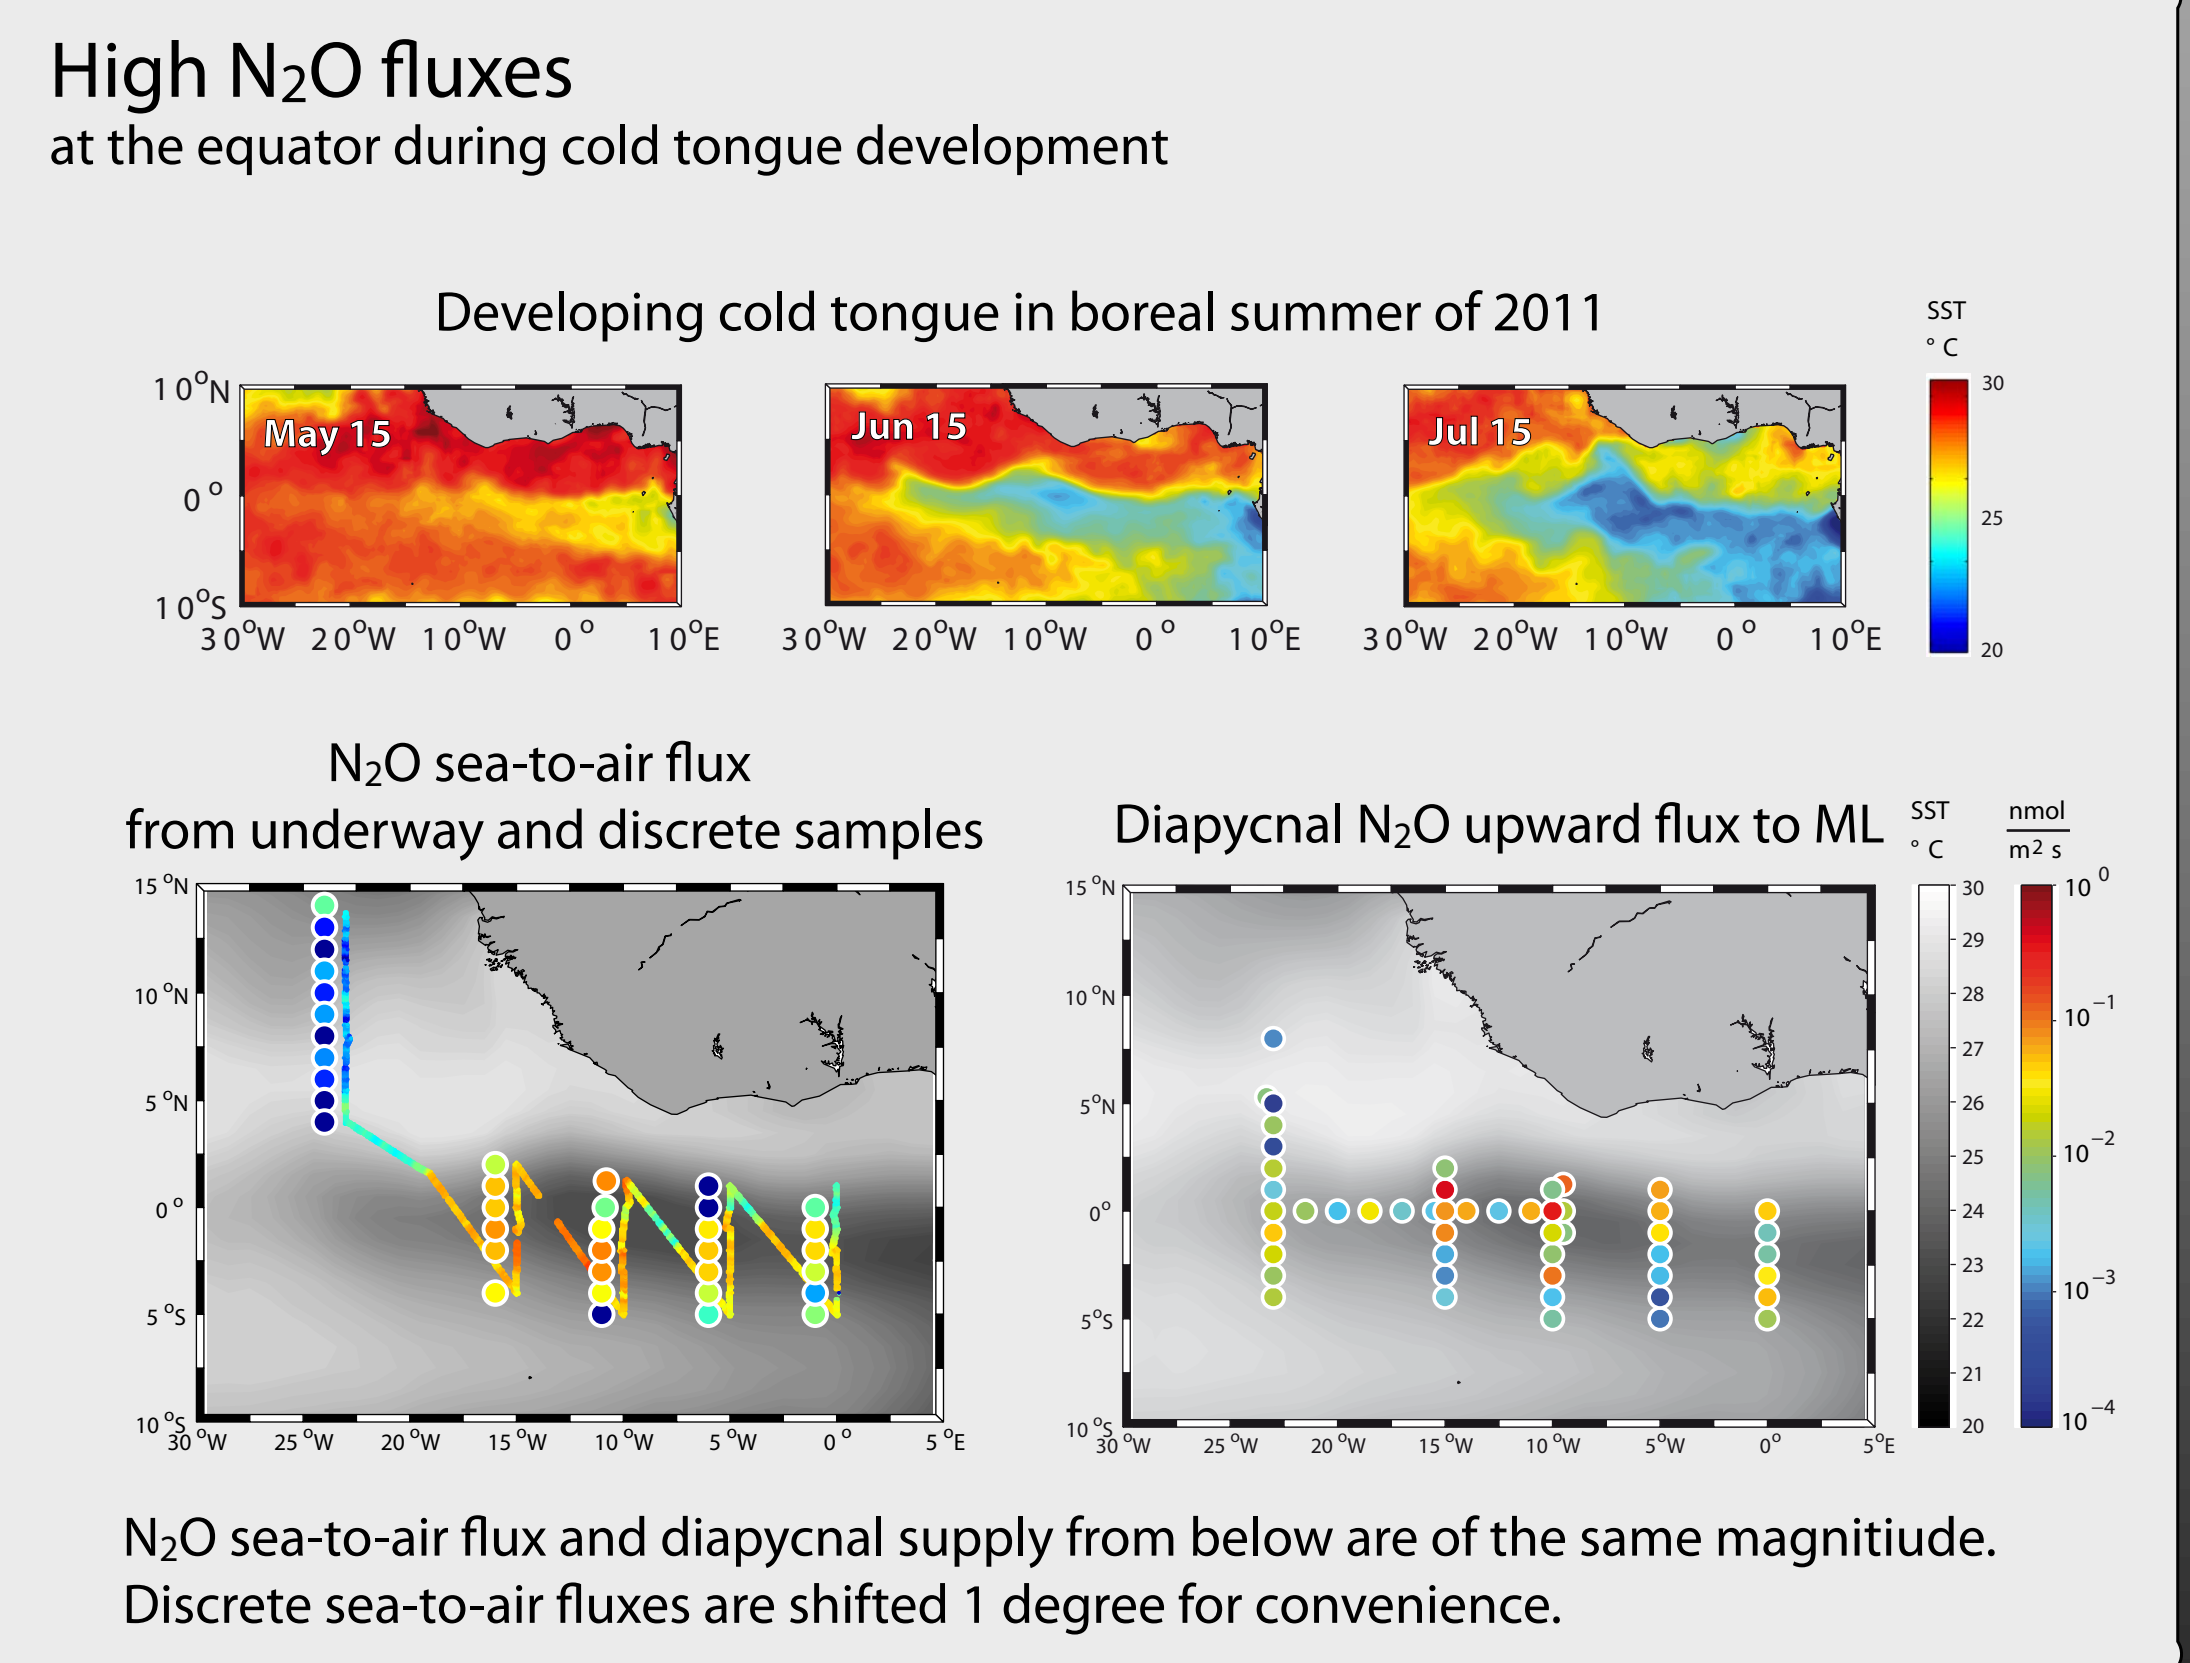 High N₂O fluxes
at the equator during cold tongue development
Developing cold tongue in boreal summer of 2011
SST
° C
10°N
0°
10°S
May 15
Jun 15
Jul 15
30
25
20
30°W 20°W 10°W 0° 10°E
30°W 20°W 10°W 0° 10°E
30°W 20°W 10°W 0° 10°E
N₂O sea-to-air flux
from underway and discrete samples
15°N
10°N
5°N
0°
5°S
10°S
30°W 25°W 20°W 15°W 10°W 5°W 0° 5°E
Diapycnal N₂O upward flux to ML
15°N
10°N
5°N
0°
5°S
10°S
30°W 25°W 20°W 15°W 10°W 5°W 0° 5°E
SST
° C
30
29
28
27
26
25
24
23
22
21
20
nmol
m2 s
10 0
10 −1
10 −2
10 −3
10 −4
N₂O sea-to-air flux and diapycnal supply from below are of the same magnitiude.
Discrete sea-to-air fluxes are shifted 1 degree for convenience.